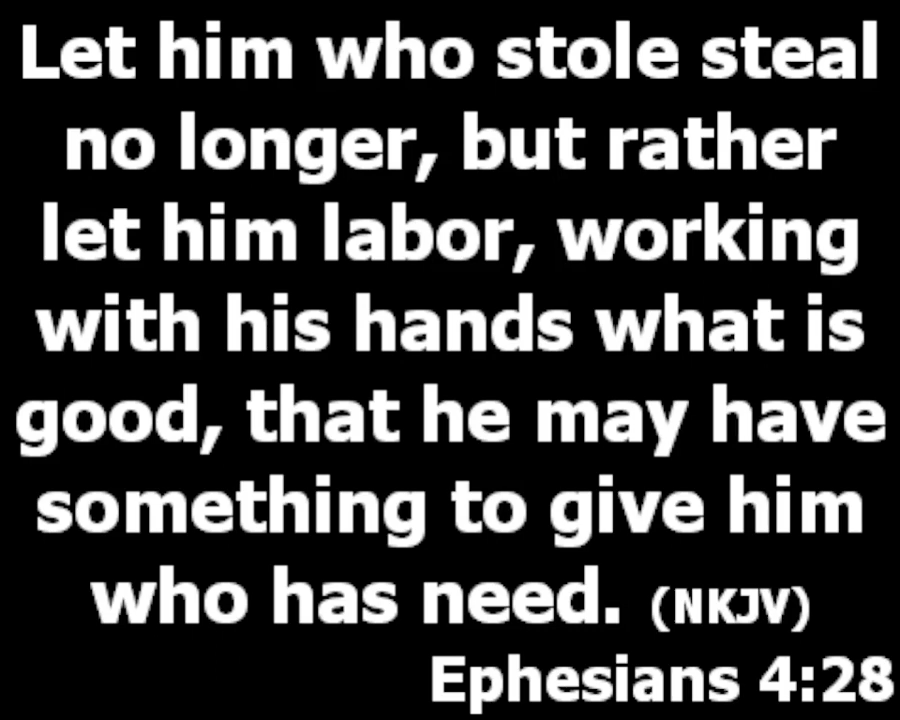 Let him who stole steal
no longer, but rather
let him labor, working
with his hands what is
good, that he may have
something to give him
who has need. (NKJV)
Ephesians 4:28